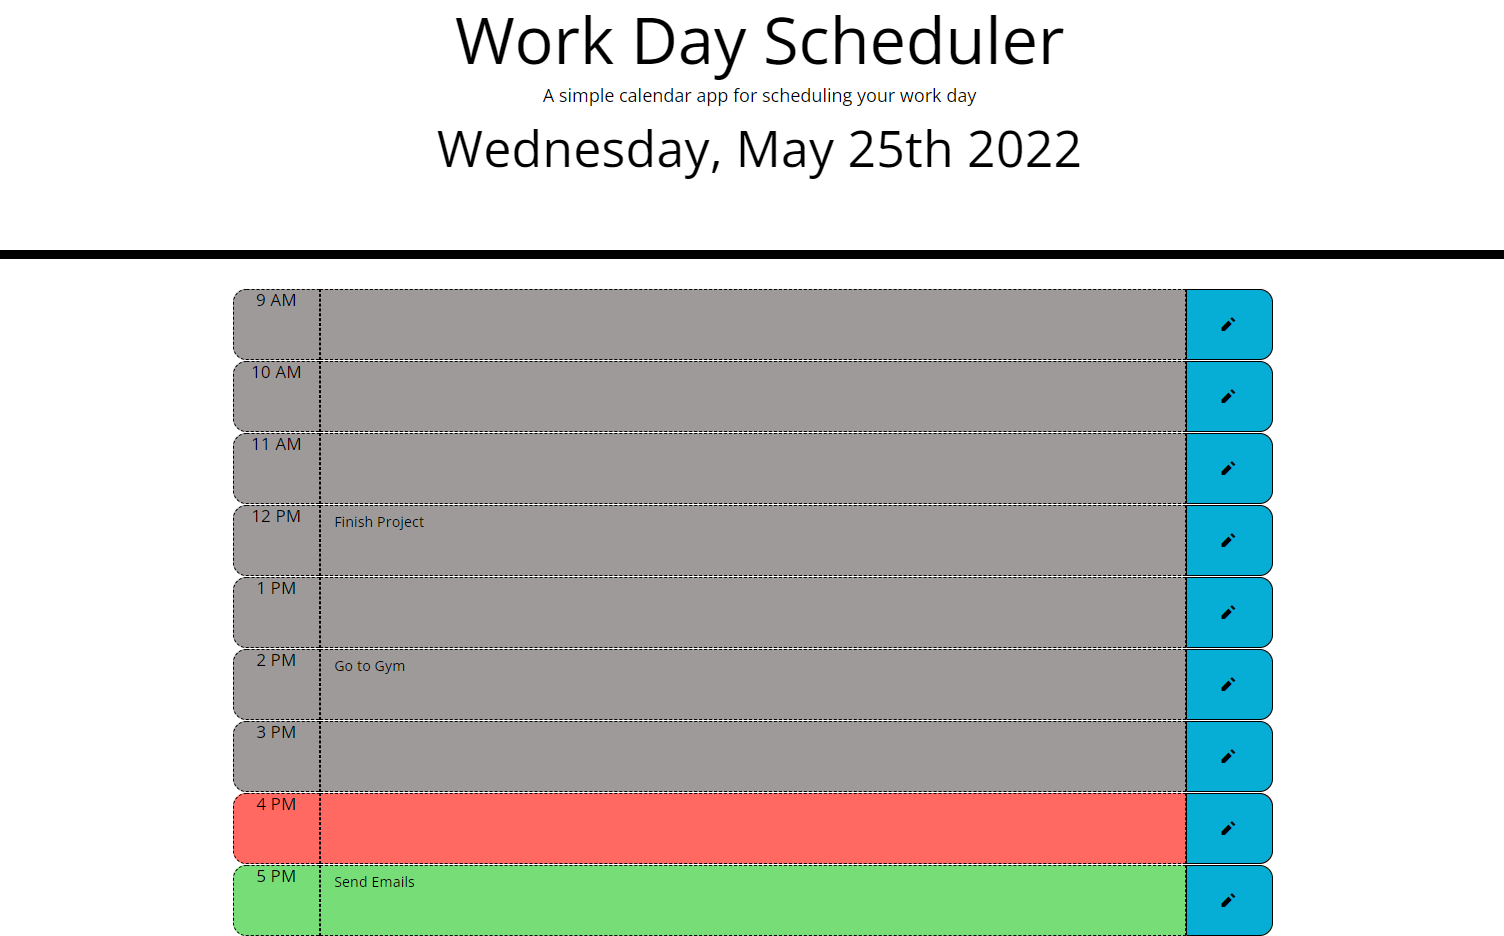 Work Day Scheduler
A simple calendar app for scheduling your work day
Wednesday, May 25th 2022
9 AM
10 AM
11 AM
12 PM Finish Project
1 PM
2 PM Go to Gym
3 PM
4 PM
5 PM Send Emails